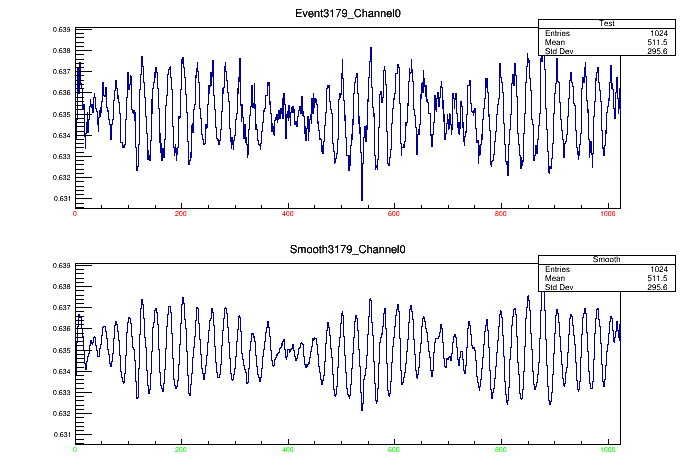 Event3179_Channel0
Test
Entries 1024
Mean 511.5
Std Dev 295.6
0.639
0.638
0.637
0.636
0.635
0.634
0.633
0.632
0.631
0 200 400 600 800 1000
Smooth3179_Channel0
Smooth
Entries 1024
Mean 511.5
Std Dev 295.6
0.639
0.638
0.637
0.636
0.635
0.634
0.633
0.632
0.631
0 200 400 600 800 1000